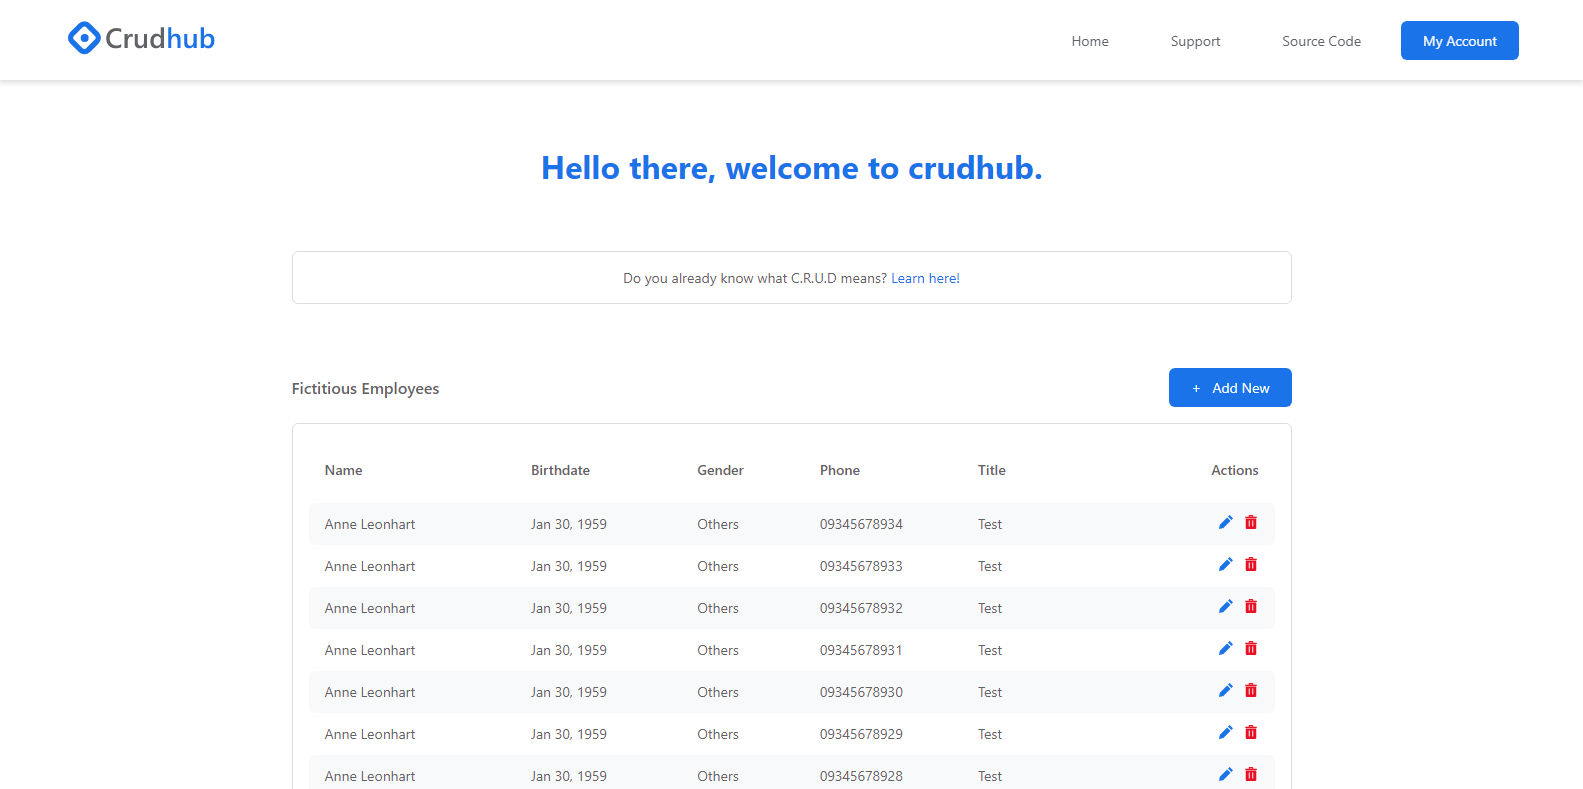 Crudhub
Home Support Source Code My Account
Hello there, welcome to crudhub.
Do you already know what C.R.U.D means? Learn here!
Fictitious Employees + Add New
Name Birthdate Gender Phone Title Actions
Anne Leonhart Jan 30, 1959 Others 09345678934 Test
Anne Leonhart Jan 30, 1959 Others 09345678933 Test
Anne Leonhart Jan 30, 1959 Others 09345678932 Test
Anne Leonhart Jan 30, 1959 Others 09345678931 Test
Anne Leonhart Jan 30, 1959 Others 09345678930 Test
Anne Leonhart Jan 30, 1959 Others 09345678929 Test
Anne Leonhart Jan 30, 1959 Others 09345678928 Test